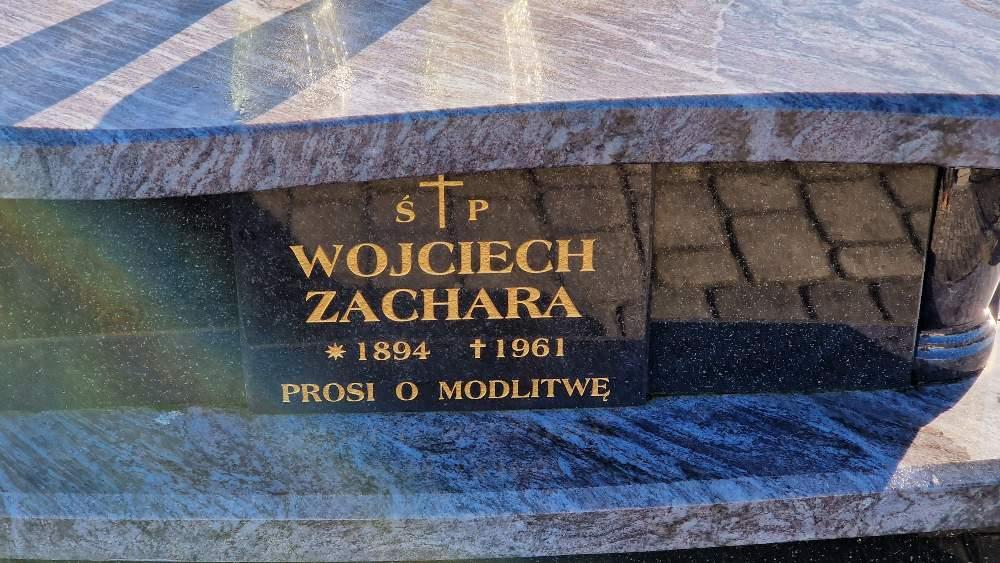 Ś † P
WOJCIECH
ZACHARA
* 1894 † 1961
PROSI O MODLITWĘ